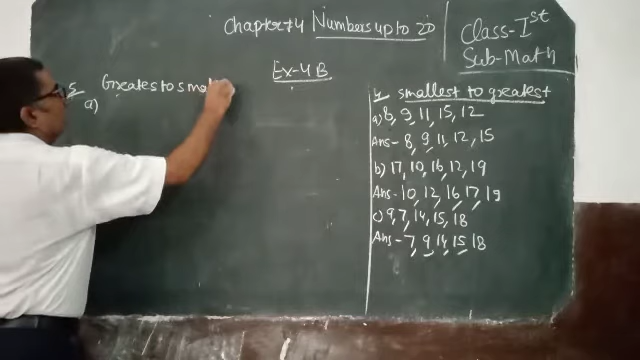 Chapter-4 Numbers up to 20
Class-Ist
Sub-Math
Ex-4B
5 Greates to smal
a)
4 smallest to greatest
a) 8, 9, 11, 15, 12
Ans- 8, 9, 11, 12, 15
b) 17, 10, 16, 12, 19
Ans- 10, 12, 16, 17, 19
c) 9, 7, 14, 15, 18
Ans- 7, 9, 14, 15, 18